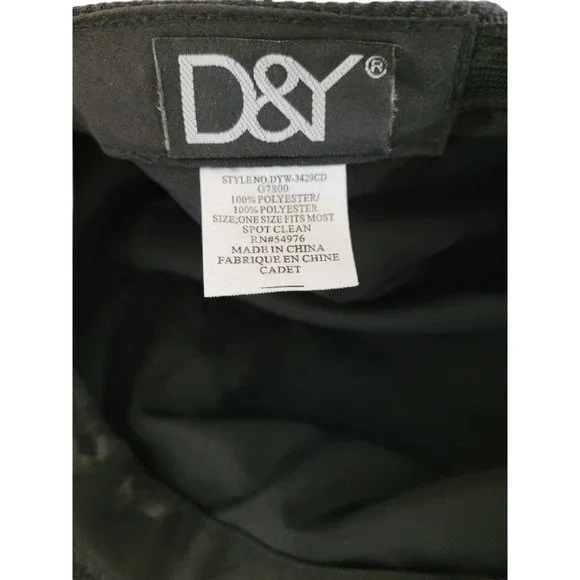 D&Y®
STYLE NO.DYW-3429CD
G7800
100% POLYESTER/
100% POLYESTER
SIZE;ONE SIZE FITS MOST
SPOT CLEAN
RN#54976
MADE IN CHINA
FABRIQUE EN CHINE
CADET